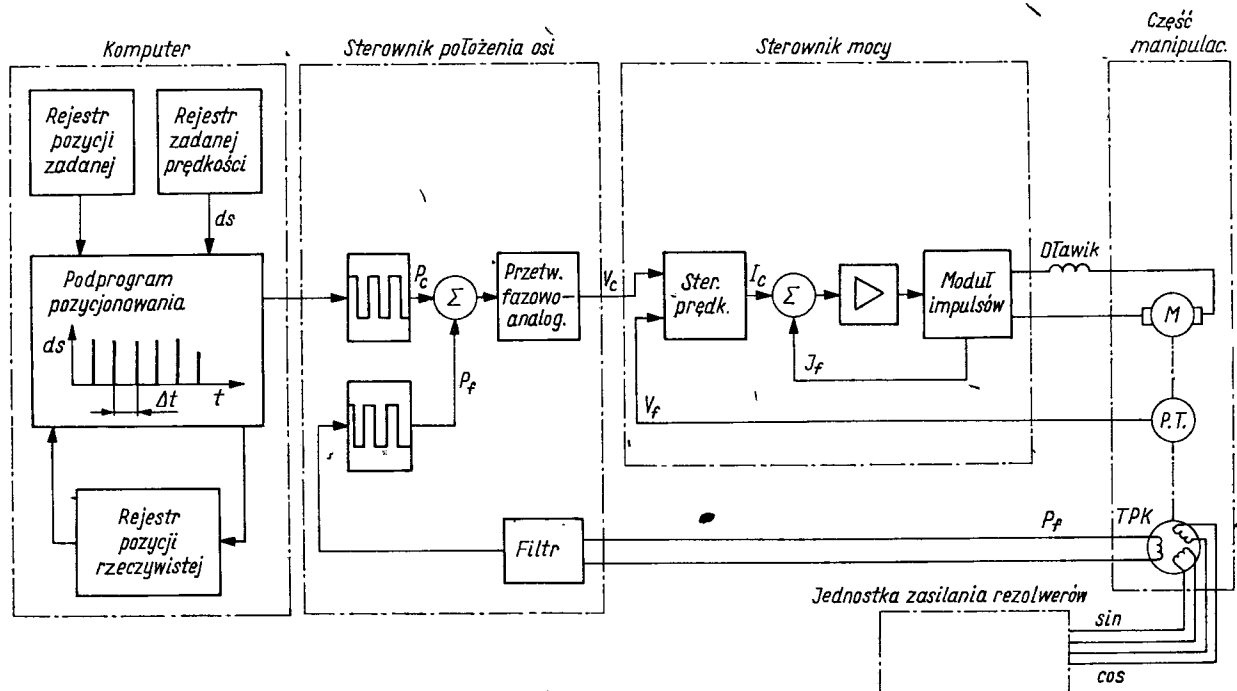 Komputer
Sterownik położenia osi
Sterownik mocy
Część
manipulac.
Rejestr
pozycji
zadanej
Rejestr
zadanej
prędkości
ds
Podprogram
pozycjonowania
ds
Δt
t
Rejestr
pozycji
rzeczywistej
P_c
Σ
P_f
Przetw.
fazowo-
analog.
V_c
Ster.
prędk.
I_c
Σ
J_f
V_f
Moduł
impulsów
Dławik
M
P.T.
TPK
P_f
Filtr
Jednostka zasilania rezolwerów
sin
cos